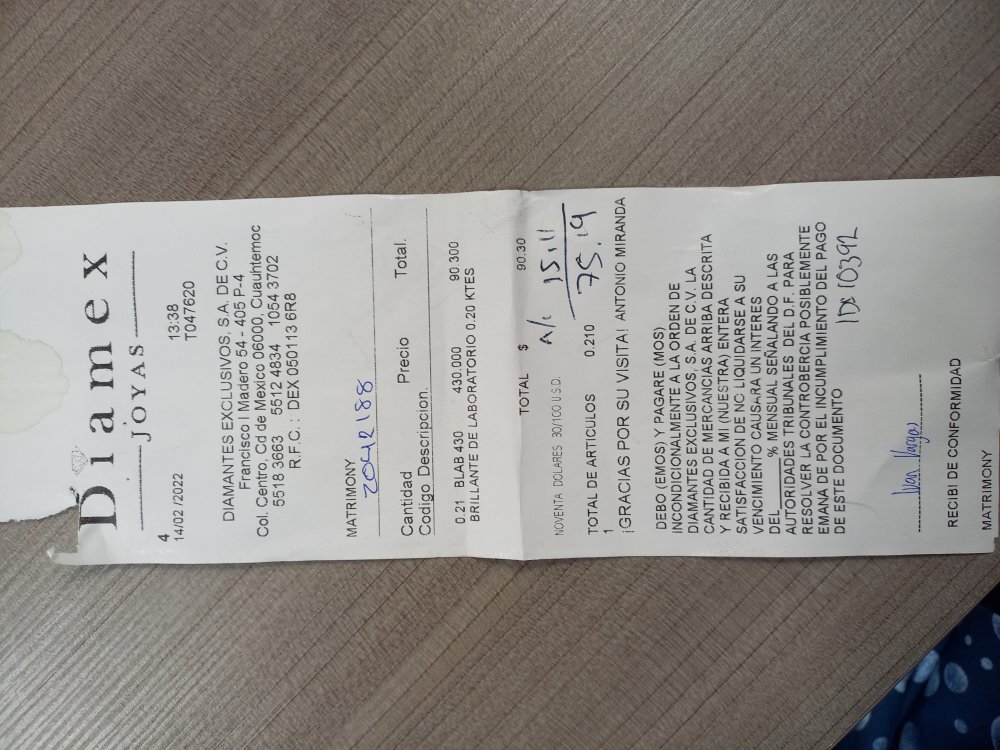 Diamex
JOYAS
4
14/02 /2022 13:38
T047620
DIAMANTES EXCLUSIVOS, S.A. DE C.V.
Francisco I Madero 54 - 405 P-4
Col. Centro, Cd de Mexico 06000, Cuauhtemoc
5518 3663 5512 4834 1054 3702
R.F.C. : DEX 0501113 6R8
MATRIMONY
Cantidad Precio Total.
Codigo Descripcion.
0.21 BLAB 430 430.000 90.300
BRILLANTE DE LABORATORIO 0.20 KTES
TOTAL $ 90.30
NOVENTA DOLARES 30/100 U.S.D.
a/c 15.11
75.19
TOTAL DE ARTICULOS 0.210
1
¡GRACIAS POR SU VISITA! ANTONIO MIRANDA
DEBO (EMOS) Y PAGARE (MOS)
INCONDICIONALMENTE A LA ORDEN DE
DIAMANTES EXCLUSIVOS, S.A. DE C.V. LA
CANTIDAD DE MERCANCIAS ARRIBA DESCRITA
Y RECIBIDA A MI (NUESTRA) ENTERA
SATISFACCION DE NO LIQUIDARSE A SU
VENCIMIENTO CAUSARA UN INTERES
DEL ______% MENSUAL SEÑALANDO A LAS
AUTORIDADES TRIBUNALES DEL D.F. PARA
RESOLVER LA CONTROBERCIA POSIBLEMENTE
EMANA DE POR EL INCUMPLIMIENTO DEL PAGO
DE ESTE DOCUMENTO
10392
Ivan Vargas
RECIBI DE CONFORMIDAD
MATRIMONY